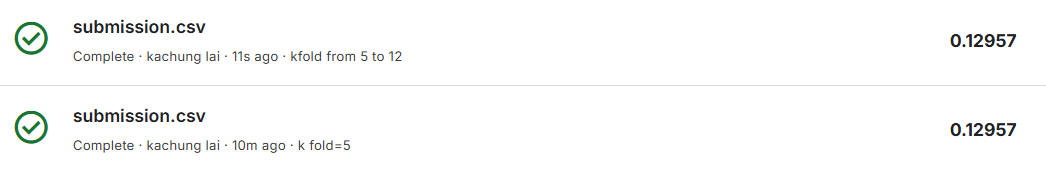 submission.csv
Complete · kachung lai · 11s ago · kfold from 5 to 12
0.12957
submission.csv
Complete · kachung lai · 10m ago · k fold=5
0.12957